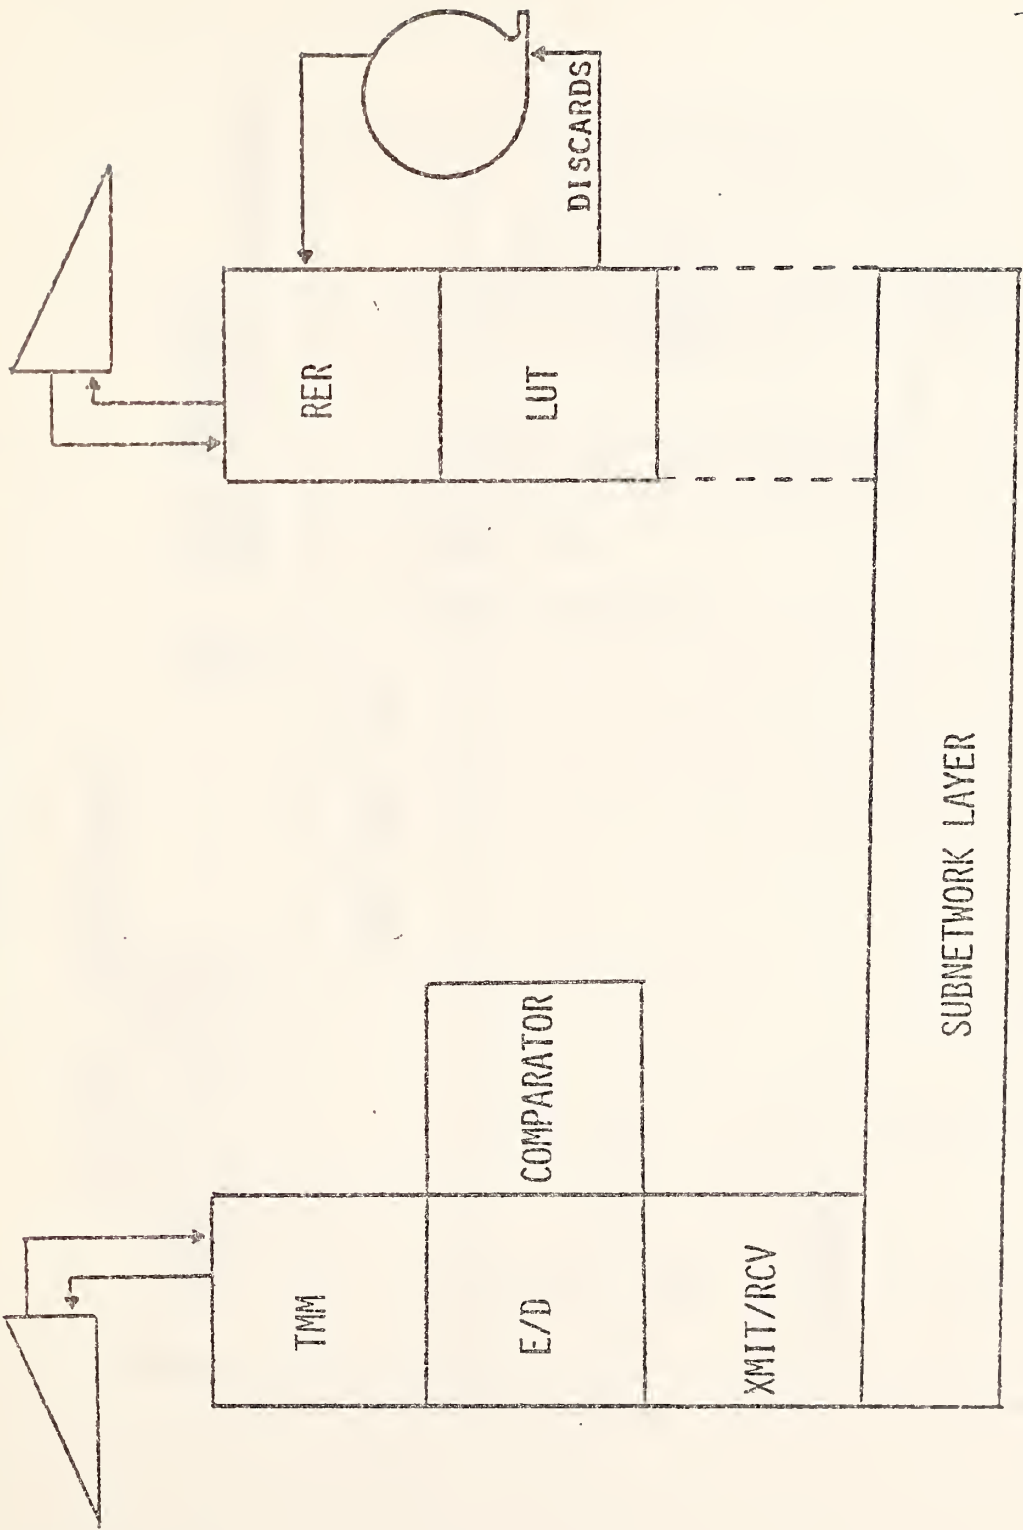 TMM
E/D
COMPARATOR
XMIT/RCV
RER
LUT
DISCARDS
SUBNETWORK LAYER